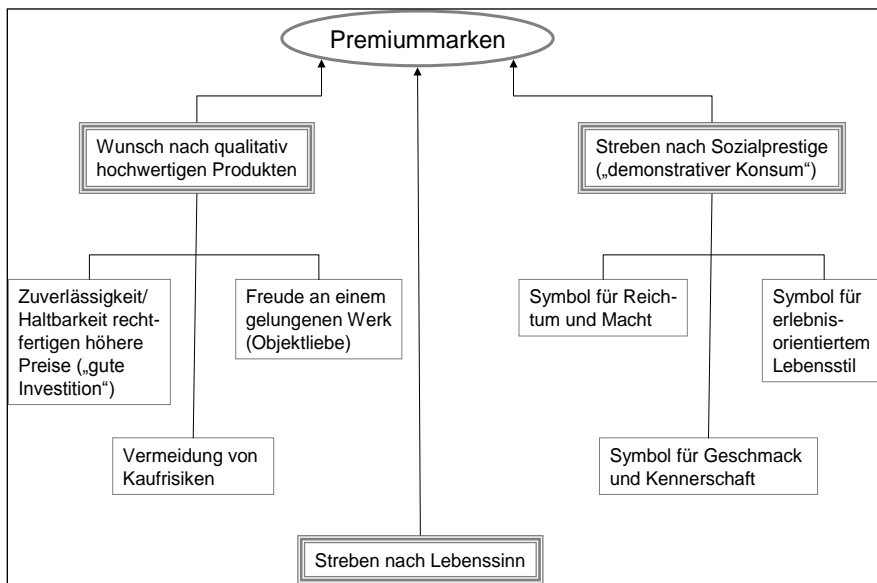 Premiummarken
Wunsch nach qualitativ
hochwertigen Produkten
Streben nach Sozialprestige
(„demonstrativer Konsum“)
Zuverlässigkeit/
Haltbarkeit recht-
fertigen höhere
Preise („gute
Investition“)
Freude an einem
gelungenen Werk
(Objektliebe)
Symbol für Reich-
tum und Macht
Symbol für
erlebnis-
orientiertem
Lebensstil
Vermeidung von
Kaufrisiken
Symbol für Geschmack
und Kennerschaft
Streben nach Lebenssinn